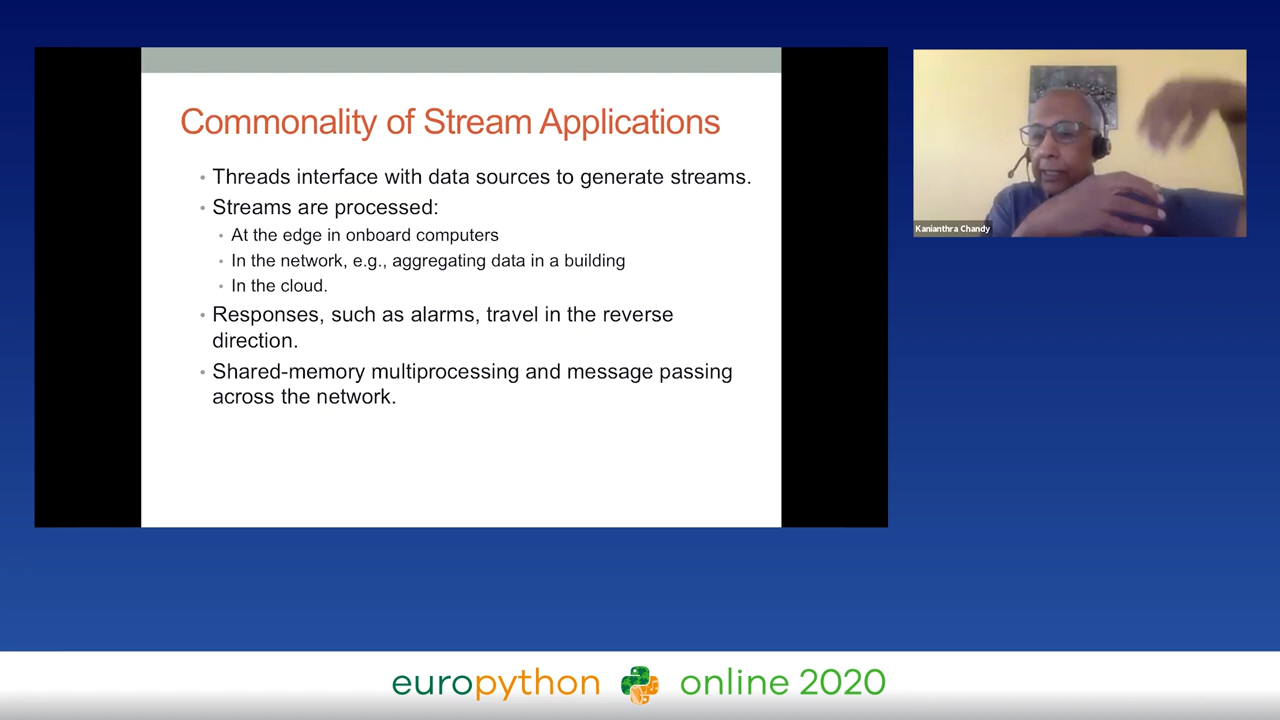 Commonality of Stream Applications
• Threads interface with data sources to generate streams.
• Streams are processed:
• At the edge in onboard computers
• In the network, e.g., aggregating data in a building
• In the cloud.
• Responses, such as alarms, travel in the reverse
direction.
• Shared-memory multiprocessing and message passing
across the network.
Kanianthra Chandy
europython online 2020